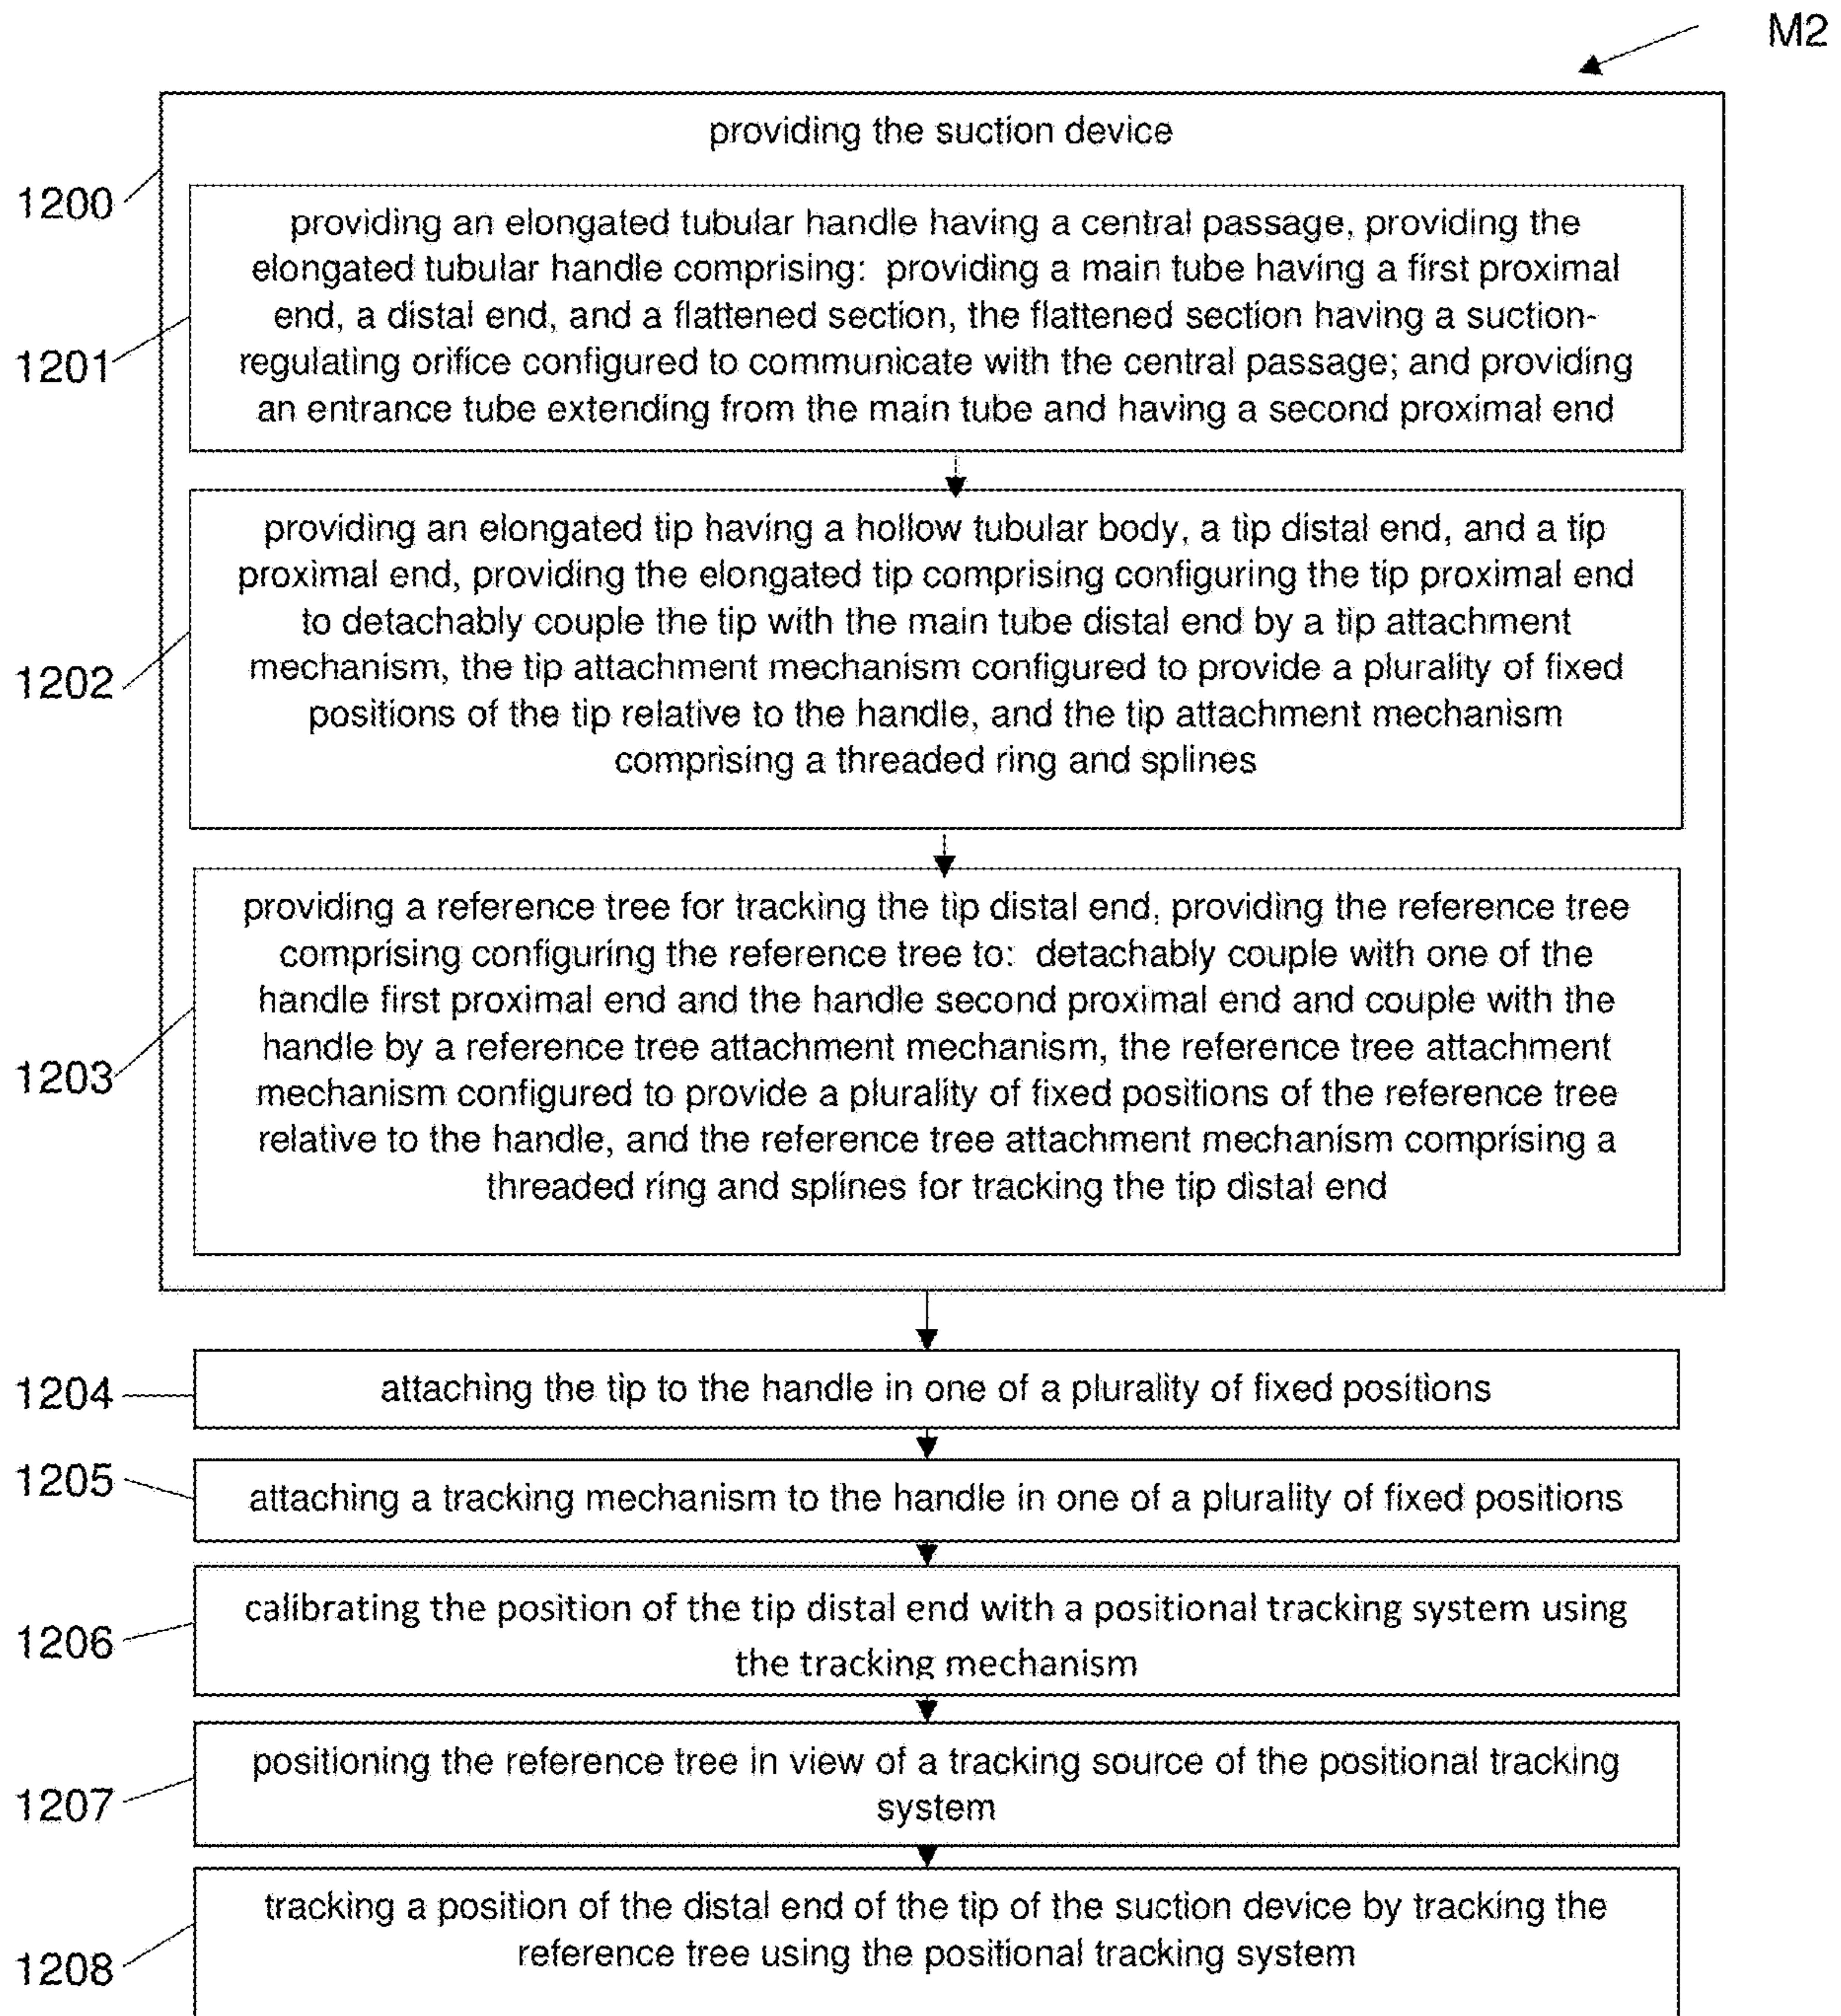 M2
providing the suction device
1200
providing an elongated tubular handle having a central passage, providing the
elongated tubular handle comprising: providing a main tube having a first proximal
end, a distal end, and a flattened section, the flattened section having a suction-
regulating orifice configured to communicate with the central passage; and providing
an entrance tube extending from the main tube and having a second proximal end
1201
providing an elongated tip having a hollow tubular body, a tip distal end, and a tip
proximal end, providing the elongated tip comprising configuring the tip proximal end
to detachably couple the tip with the main tube distal end by a tip attachment
mechanism, the tip attachment mechanism configured to provide a plurality of fixed
positions of the tip relative to the handle, and the tip attachment mechanism
comprising a threaded ring and splines
1202
providing a reference tree for tracking the tip distal end, providing the reference tree
comprising configuring the reference tree to: detachably couple with one of the
handle first proximal end and the handle second proximal end and couple with the
handle by a reference tree attachment mechanism, the reference tree attachment
mechanism configured to provide a plurality of fixed positions of the reference tree
relative to the handle, and the reference tree attachment mechanism comprising a
threaded ring and splines for tracking the tip distal end
1203
1204
attaching the tip to the handle in one of a plurality of fixed positions
1205
attaching a tracking mechanism to the handle in one of a plurality of fixed positions
1206
calibrating the position of the tip distal end with a positional tracking system using
the tracking mechanism
1207
positioning the reference tree in view of a tracking source of the positional tracking
system
1208
tracking a position of the distal end of the tip of the suction device by tracking the
reference tree using the positional tracking system